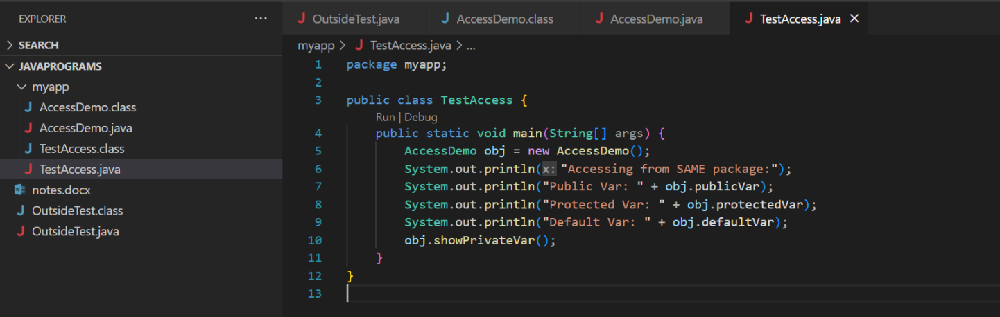 EXPLORER
...
SEARCH
JAVAPROGRAMS
myapp
J AccessDemo.class
J AccessDemo.java
J TestAccess.class
J TestAccess.java
notes.docx
J OutsideTest.class
J OutsideTest.java
J OutsideTest.java J AccessDemo.class J AccessDemo.java J TestAccess.java ×
myapp > J TestAccess.java > ...
1 package myapp;
2
3 public class TestAccess {
Run | Debug
4 public static void main(String[] args) {
5 AccessDemo obj = new AccessDemo();
6 System.out.println(x: "Accessing from SAME package:");
7 System.out.println("Public Var: " + obj.publicVar);
8 System.out.println("Protected Var: " + obj.protectedVar);
9 System.out.println("Default Var: " + obj.defaultVar);
10 obj.showPrivateVar();
11 }
12 }
13